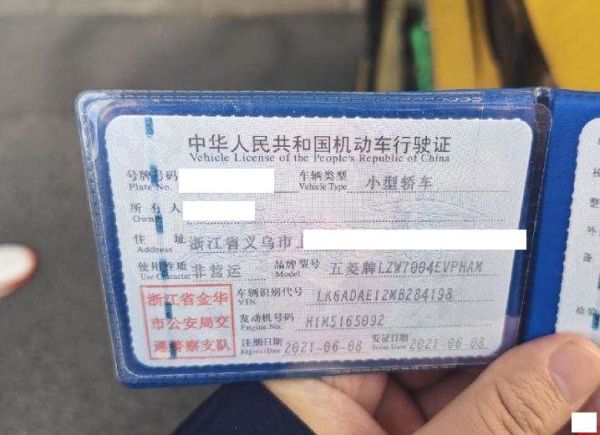 中华人民共和国机动车行驶证
Vehicle License of the People's Republic of China
号牌号码 车辆类型 小型轿车
Plate No. Vehicle Type
所有人
Owner
住址 浙江省义乌市
Address
使用性质 非营运 品牌型号 五菱牌LZW7004EVPHAM
Use Character Model
浙江省金华
市公安局交
通警察支队
车辆识别代号 LK6ADAE12MB284198
VIN
发动机号码 H1M5165092
Engine No.
注册日期 2021-06-08 发证日期 2021-06-08
Register Date Issue Date